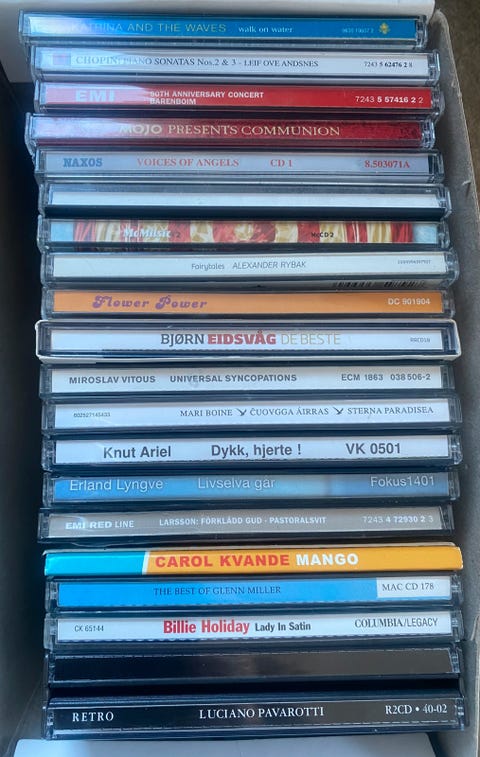 KATRINA AND THE WAVES walk on water
CHOPIN: PIANO SONATAS Nos.2 & 3 - LEIF OVE ANDSNES 7243 5 62476 2 8
EMI 50TH ANNIVERSARY CONCERT 7243 5 57416 2 2
BARENBOIM
MOJO PRESENTS COMMUNION
NAXOS VOICES OF ANGELS CD 1 8.503071A
McMusic 2 McCD 2
Fairytales ALEXANDER RYBAK
Flower Power DC 901904
BJØRN EIDSVÅG DE BESTE RRCD18
MIROSLAV VITOUS UNIVERSAL SYNCOPATIONS ECM 1863 038 506-2
602527145433 MARI BOINE ČUOVGGA ÁIRRAS STERNA PARADISEA
Knut Ariel Dykk, hjerte ! VK 0501
Erland Lyngve Livselva går Fokus1401
EMI RED LINE LARSSON: FÖRKLÄDD GUD · PASTORALSVIT 7243 4 72930 2 3
CAROL KVANDE MANGO
THE BEST OF GLENN MILLER MAC CD 178
CK 65144 Billie Holiday Lady In Satin COLUMBIA/LEGACY
RETRO LUCIANO PAVAROTTI R2CD • 40-02